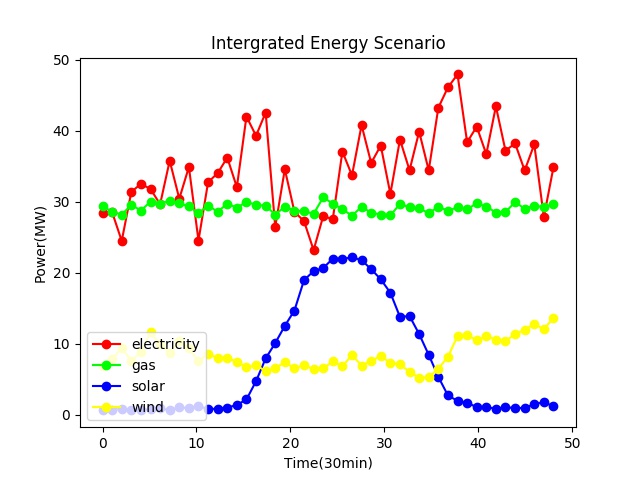 Intergrated Energy Scenario
Power(MW)
50
40
30
20
10
0
electricity
gas
solar
wind
0 10 20 30 40 50
Time(30min)